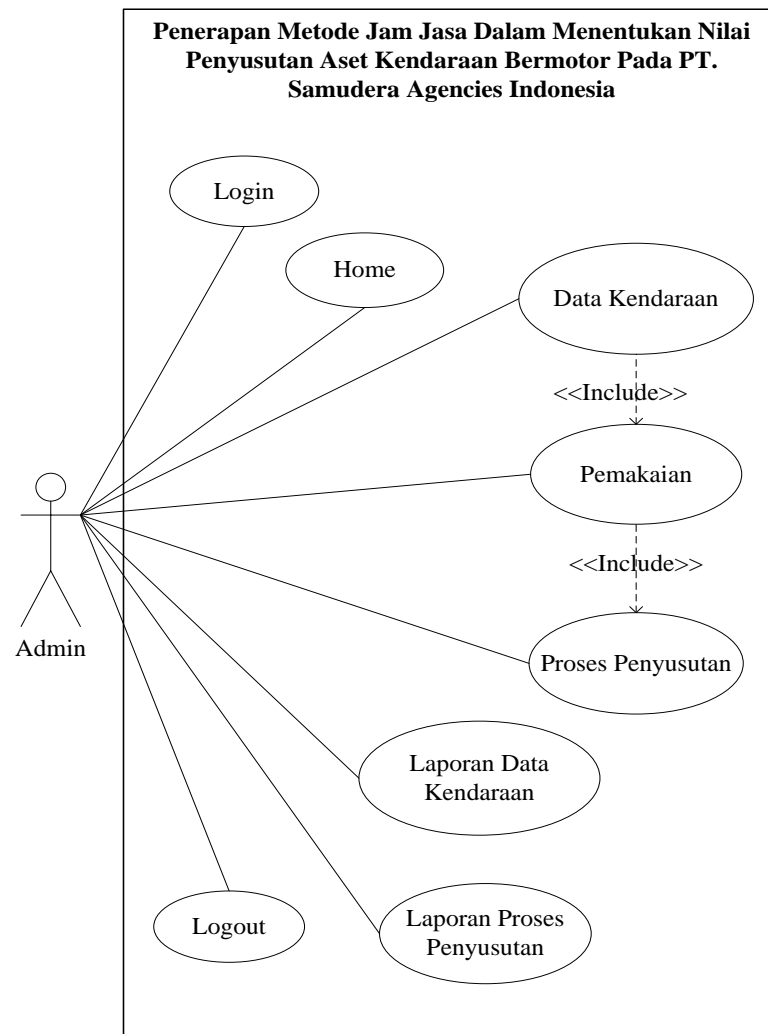 Penerapan Metode Jam Jasa Dalam Menentukan Nilai
Penyusutan Aset Kendaraan Bermotor Pada PT.
Samudera Agencies Indonesia
Login
Home
Data Kendaraan
<<Include>>
Pemakaian
<<Include>>
Admin
Proses Penyusutan
Laporan Data
Kendaraan
Logout
Laporan Proses
Penyusutan